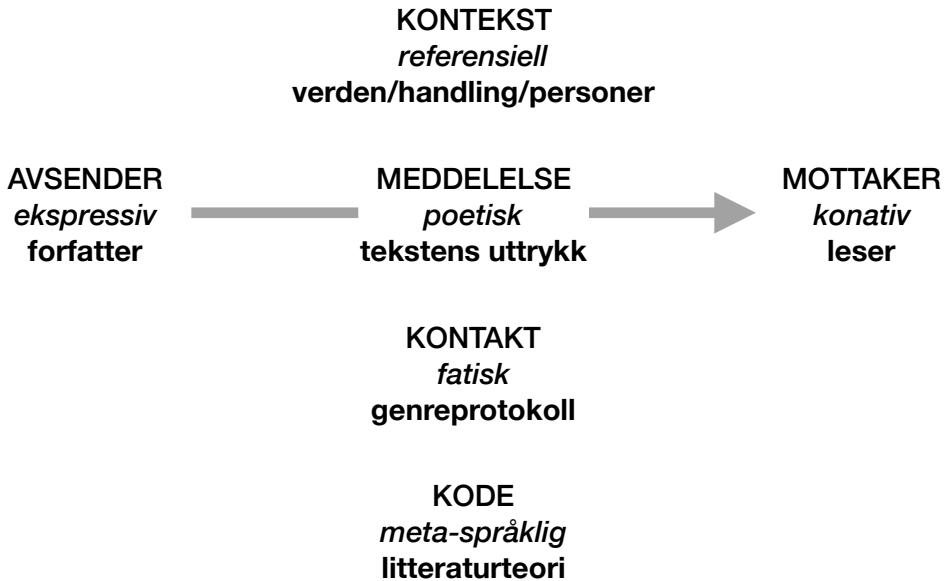 KONTEKST
referensiell
verden/handling/personer
AVSENDER
ekspressiv
forfatter
MEDDELELSE
poetisk
tekstens uttrykk
MOTTAKER
konativ
leser
KONTAKT
fatisk
genreprotokoll
KODE
meta-språklig
litteraturteori